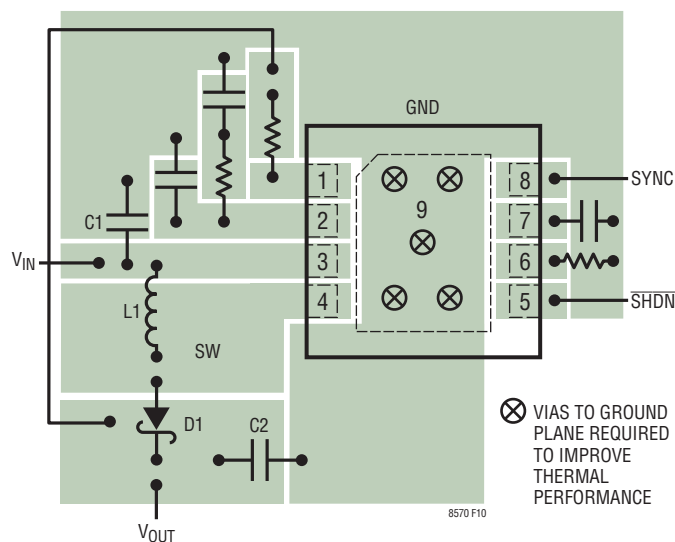 GND
1
8
SYNC
2
9
7
C1
VIN
3
6
4
5
SHDN
L1
SW
D1
C2
VIAS TO GROUND
PLANE REQUIRED
TO IMPROVE
THERMAL
PERFORMANCE
8570 F10
VOUT